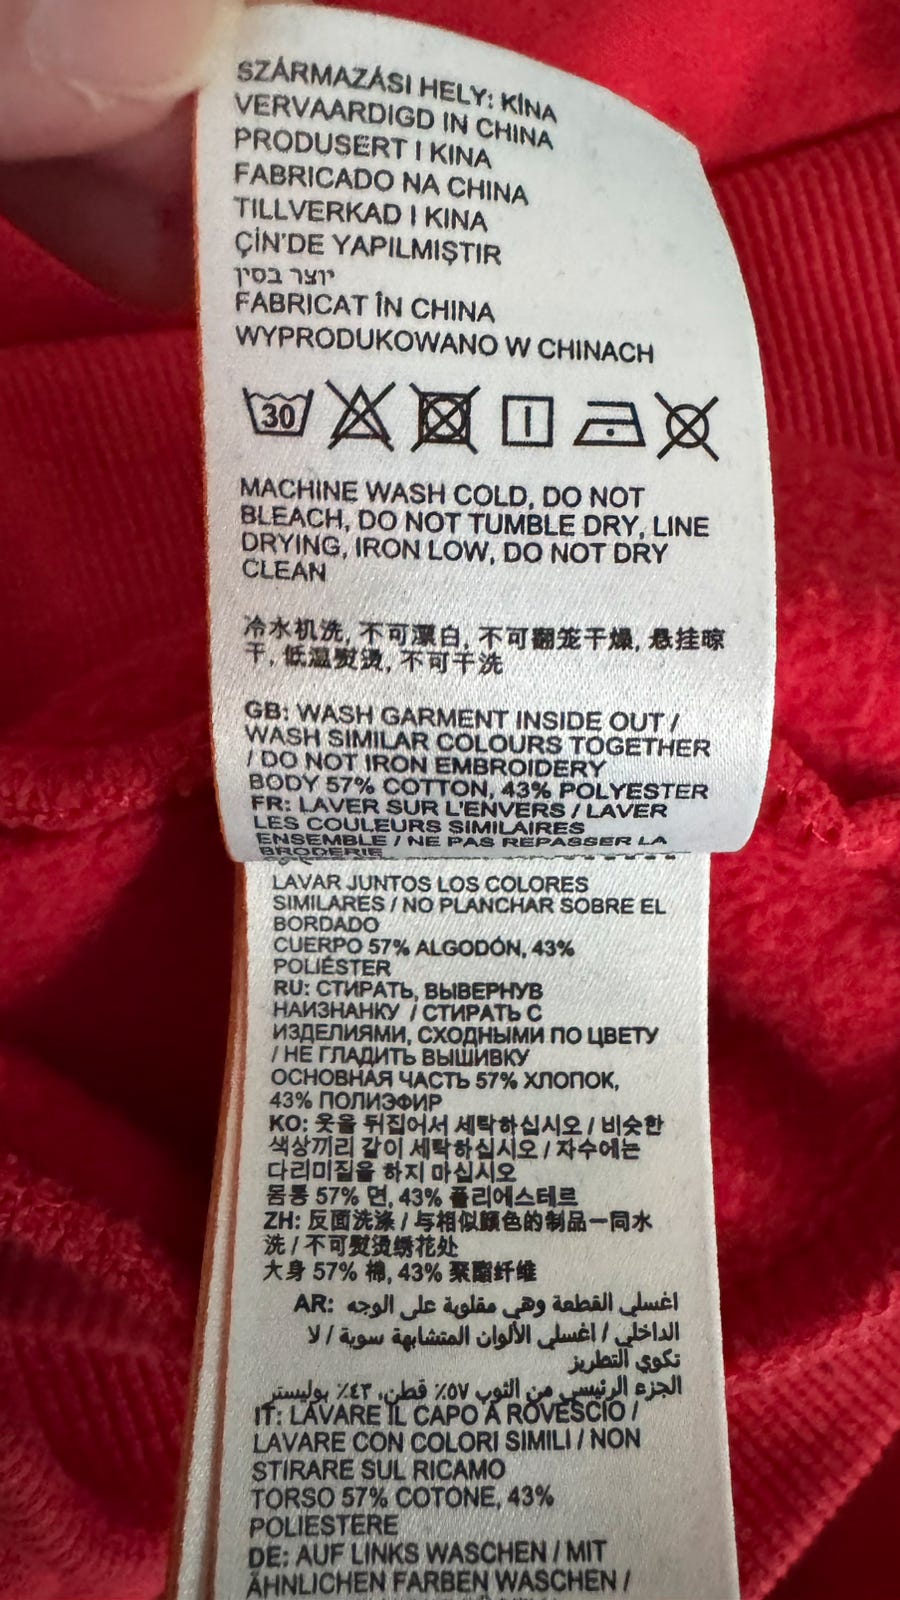 SZÁRMAZÁSI HELY: KÍNA
VERVAARDIGD IN CHINA
PRODUSERT I KINA
FABRICADO NA CHINA
TILLVERKAD I KINA
ÇİN'DE YAPILMIŞTIR
יוצר בסין
FABRICAT ÎN CHINA
WYPRODUKOWANO W CHINACH
30
MACHINE WASH COLD, DO NOT
BLEACH, DO NOT TUMBLE DRY, LINE
DRYING, IRON LOW, DO NOT DRY
CLEAN
冷水机洗, 不可漂白, 不可翻笼干燥, 悬挂晾
干, 低温熨烫, 不可干洗
GB: WASH GARMENT INSIDE OUT /
WASH SIMILAR COLOURS TOGETHER
/ DO NOT IRON EMBROIDERY
BODY 57% COTTON, 43% POLYESTER
FR: LAVER SUR L'ENVERS / LAVER
LES COULEURS SIMILAIRES
ENSEMBLE / NE PAS REPASSER LA
BRODERIE
LAVAR JUNTOS LOS COLORES
SIMILARES / NO PLANCHAR SOBRE EL
BORDADO
CUERPO 57% ALGODÓN, 43%
POLIÉSTER
RU: СТИРАТЬ, ВЫВЕРНУВ
НАИЗНАНКУ / СТИРАТЬ С
ИЗДЕЛИЯМИ, СХОДНЫМИ ПО ЦВЕТУ
/ НЕ ГЛАДИТЬ ВЫШИВКУ
ОСНОВНАЯ ЧАСТЬ 57% ХЛОПОК,
43% ПОЛИЭФИР
KO: 옷을 뒤집어서 세탁하십시오 / 비슷한
색상끼리 같이 세탁하십시오 / 자수에는
다리미질을 하지 마십시오
몸통 57% 면, 43% 폴리에스테르
ZH: 反面洗涤 / 与相似颜色的制品一同水
洗 / 不可熨烫绣花处
大身 57% 棉, 43% 聚酯纤维
AR: اغسلي القطعة وهي مقلوبة على الوجه
الداخلي / اغسلي الألوان المتشابهة سوية / لا
تكوي التطريز
الجزء الرئيسي من الثوب ٥٧٪ قطن، ٤٣٪ بوليستر
IT: LAVARE IL CAPO A ROVESCIO /
LAVARE CON COLORI SIMILI / NON
STIRARE SUL RICAMO
TORSO 57% COTONE, 43%
POLIESTERE
DE: AUF LINKS WASCHEN / MIT
ÄHNLICHEN FARBEN WASCHEN /